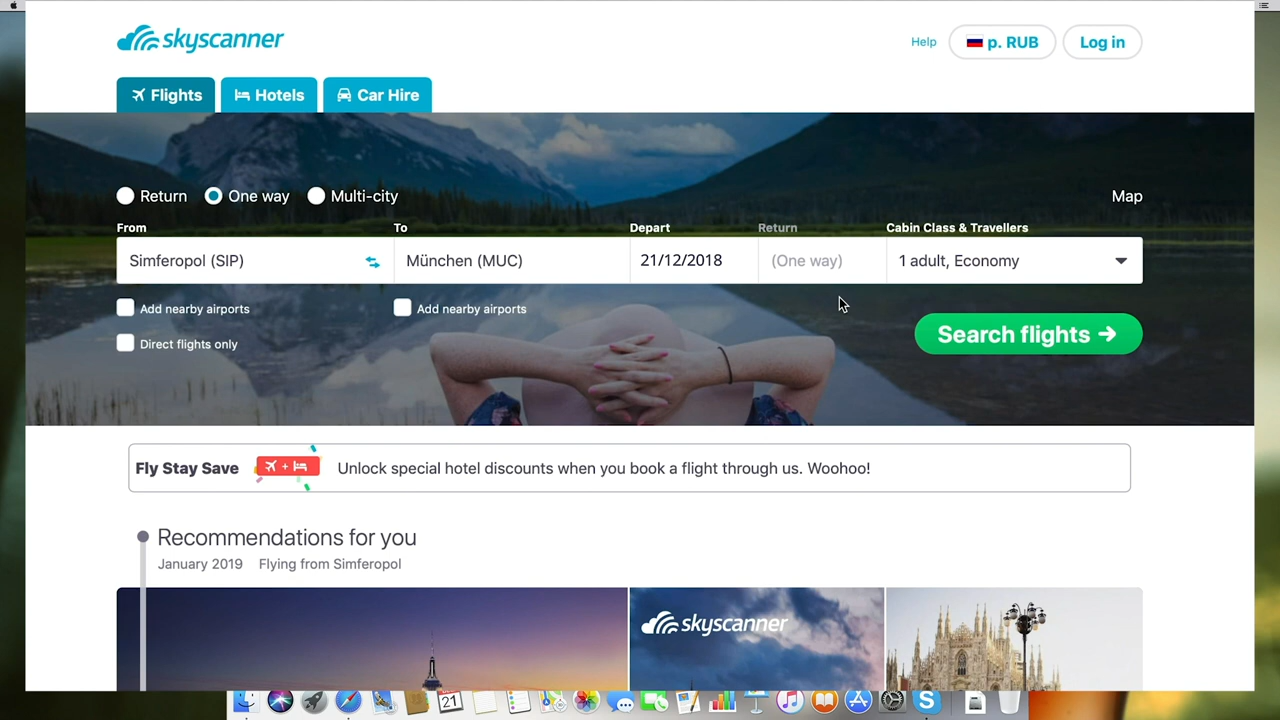 skyscanner
Help
p. RUB
Log in
Flights
Hotels
Car Hire
Return
One way
Multi-city
Map
From
To
Depart
Return
Cabin Class & Travellers
Simferopol (SIP)
München (MUC)
21/12/2018
(One way)
1 adult, Economy
Add nearby airports
Add nearby airports
Direct flights only
Search flights
Fly Stay Save
Unlock special hotel discounts when you book a flight through us. Woohoo!
Recommendations for you
January 2019 Flying from Simferopol
skyscanner
21